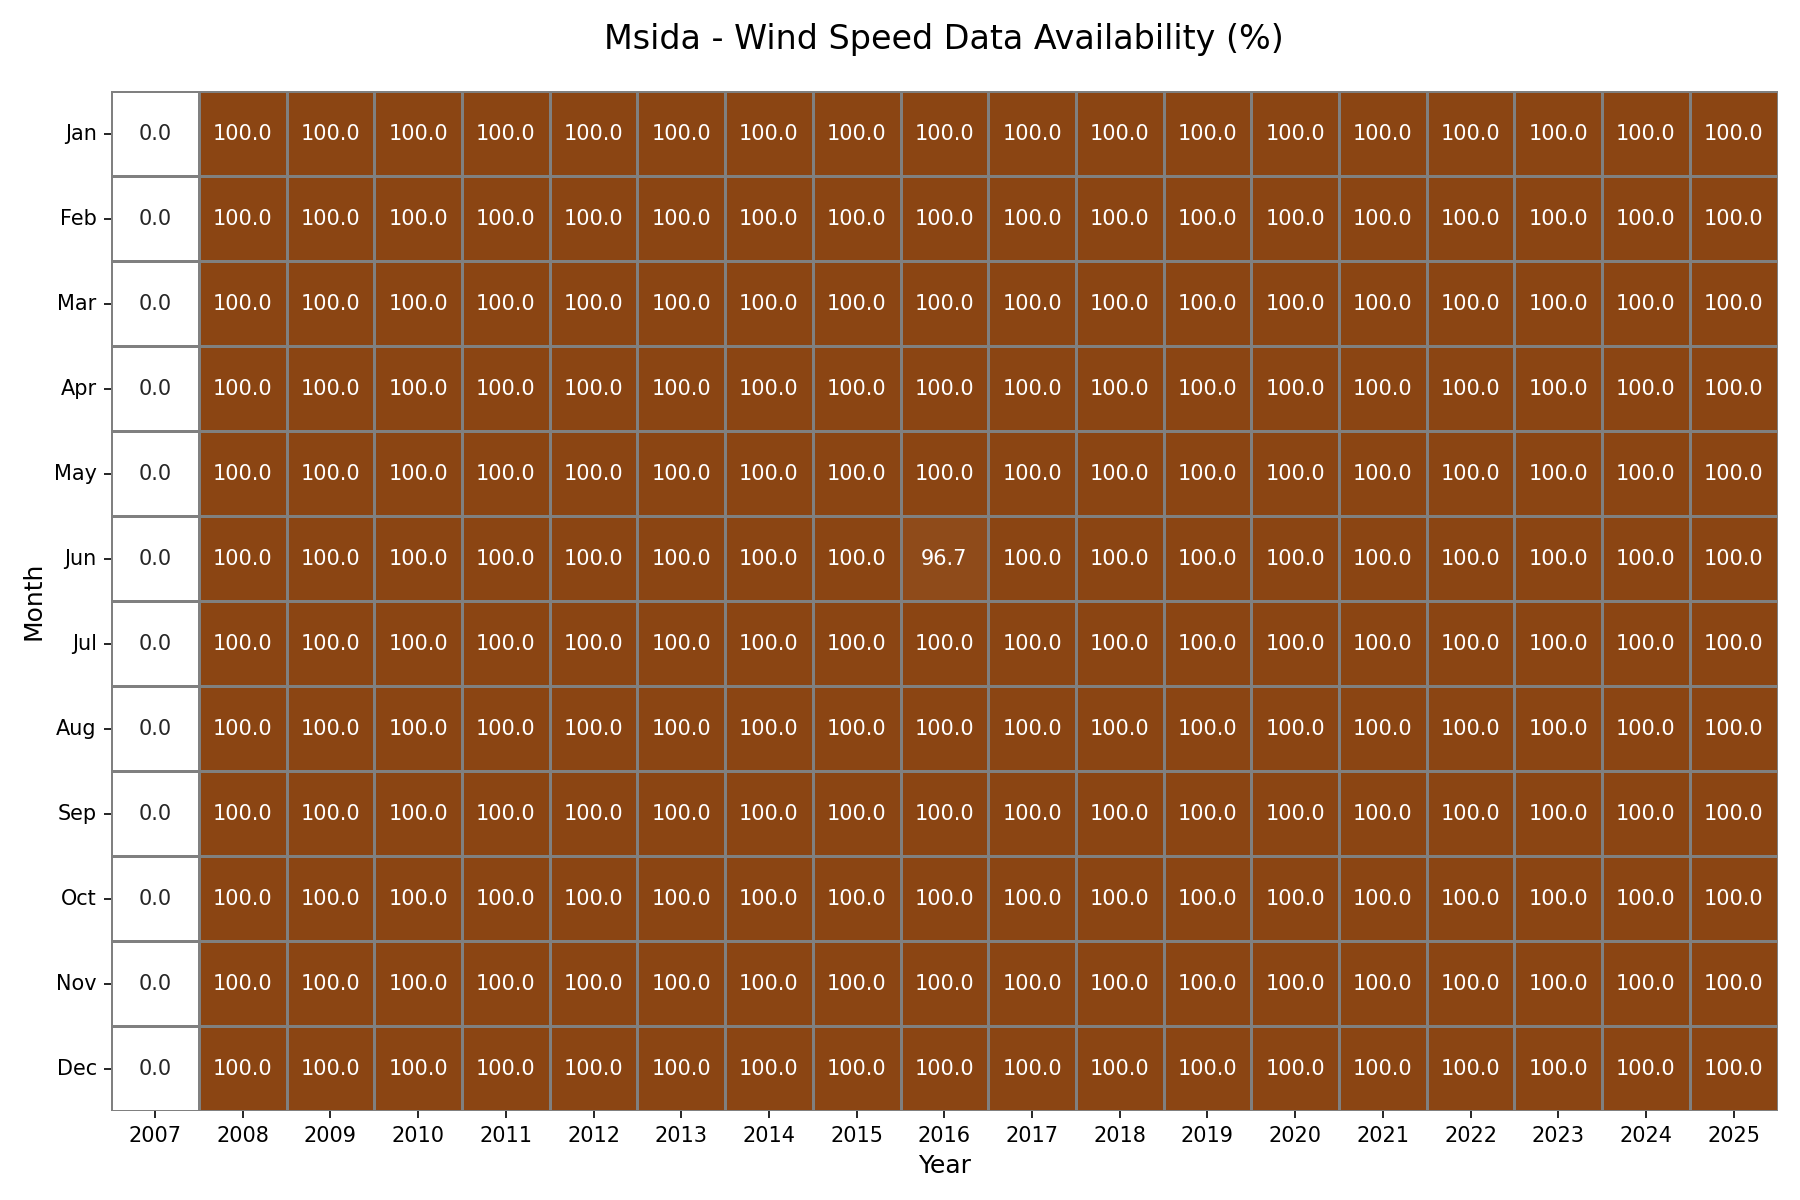 Msida - Wind Speed Data Availability (%)
Jan 0.0 100.0 100.0 100.0 100.0 100.0 100.0 100.0 100.0 100.0 100.0 100.0 100.0 100.0 100.0 100.0 100.0 100.0 100.0
Feb 0.0 100.0 100.0 100.0 100.0 100.0 100.0 100.0 100.0 100.0 100.0 100.0 100.0 100.0 100.0 100.0 100.0 100.0 100.0
Mar 0.0 100.0 100.0 100.0 100.0 100.0 100.0 100.0 100.0 100.0 100.0 100.0 100.0 100.0 100.0 100.0 100.0 100.0 100.0
Apr 0.0 100.0 100.0 100.0 100.0 100.0 100.0 100.0 100.0 100.0 100.0 100.0 100.0 100.0 100.0 100.0 100.0 100.0 100.0
May 0.0 100.0 100.0 100.0 100.0 100.0 100.0 100.0 100.0 100.0 100.0 100.0 100.0 100.0 100.0 100.0 100.0 100.0 100.0
Jun 0.0 100.0 100.0 100.0 100.0 100.0 100.0 100.0 100.0 96.7 100.0 100.0 100.0 100.0 100.0 100.0 100.0 100.0 100.0
Month
Jul 0.0 100.0 100.0 100.0 100.0 100.0 100.0 100.0 100.0 100.0 100.0 100.0 100.0 100.0 100.0 100.0 100.0 100.0 100.0
Aug 0.0 100.0 100.0 100.0 100.0 100.0 100.0 100.0 100.0 100.0 100.0 100.0 100.0 100.0 100.0 100.0 100.0 100.0 100.0
Sep 0.0 100.0 100.0 100.0 100.0 100.0 100.0 100.0 100.0 100.0 100.0 100.0 100.0 100.0 100.0 100.0 100.0 100.0 100.0
Oct 0.0 100.0 100.0 100.0 100.0 100.0 100.0 100.0 100.0 100.0 100.0 100.0 100.0 100.0 100.0 100.0 100.0 100.0 100.0
Nov 0.0 100.0 100.0 100.0 100.0 100.0 100.0 100.0 100.0 100.0 100.0 100.0 100.0 100.0 100.0 100.0 100.0 100.0 100.0
Dec 0.0 100.0 100.0 100.0 100.0 100.0 100.0 100.0 100.0 100.0 100.0 100.0 100.0 100.0 100.0 100.0 100.0 100.0 100.0
2007 2008 2009 2010 2011 2012 2013 2014 2015 2016 2017 2018 2019 2020 2021 2022 2023 2024 2025
Year